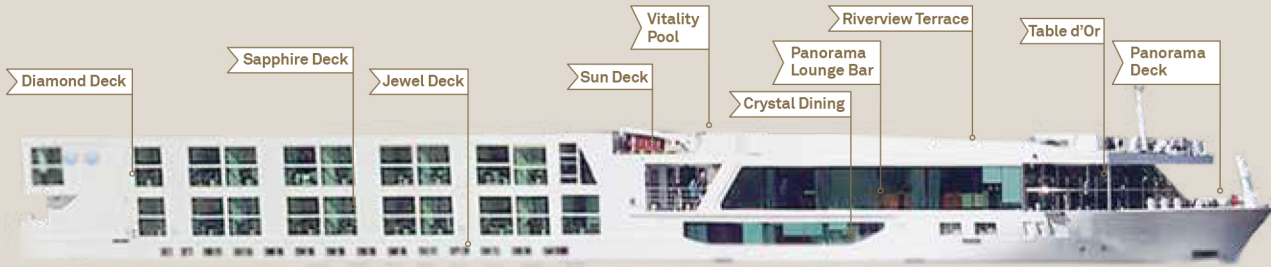 Diamond Deck
Sapphire Deck
Jewel Deck
Sun Deck
Vitality
Pool
Crystal Dining
Panorama
Lounge Bar
Riverview Terrace
Table d'Or
Panorama
Deck